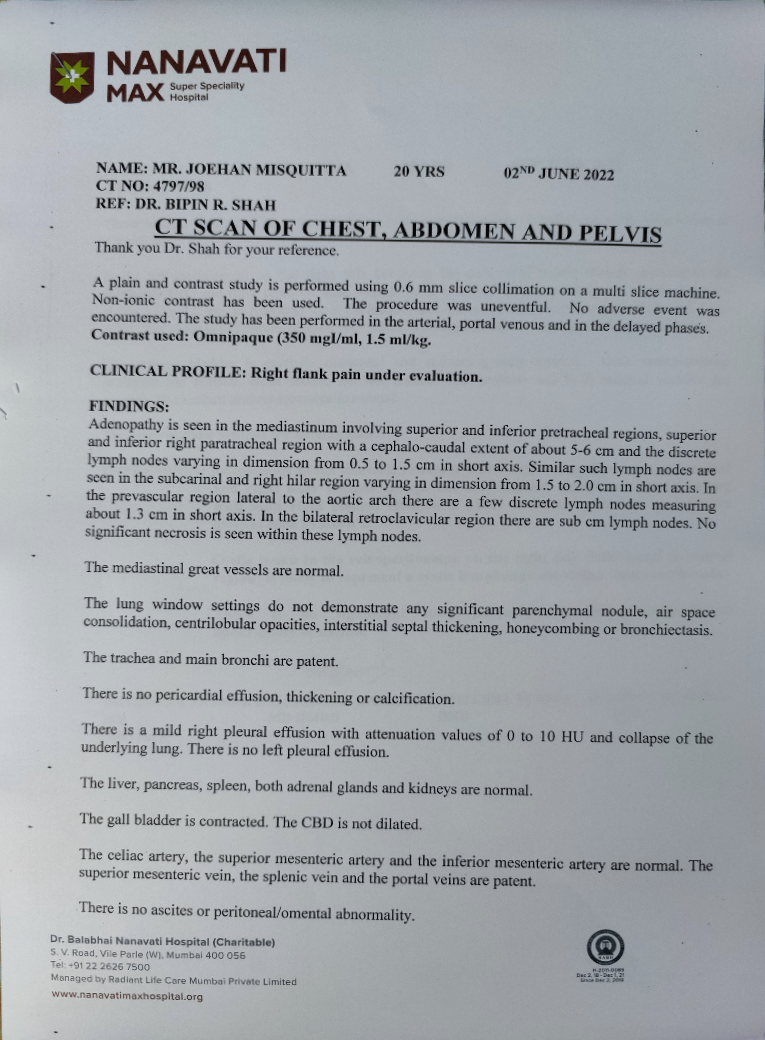 NANAVATI
MAX Super Speciality
Hospital
NAME: MR. JOEHAN MISQUITTA 20 YRS 02ND JUNE 2022
CT NO: 4797/98
REF: DR. BIPIN R. SHAH
CT SCAN OF CHEST, ABDOMEN AND PELVIS
Thank you Dr. Shah for your reference.
A plain and contrast study is performed using 0.6 mm slice collimation on a multi slice machine.
Non-ionic contrast has been used. The procedure was uneventful. No adverse event was
encountered. The study has been performed in the arterial, portal venous and in the delayed phases.
Contrast used: Omnipaque (350 mgI/ml, 1.5 ml/kg.
CLINICAL PROFILE: Right flank pain under evaluation.
FINDINGS:
Adenopathy is seen in the mediastinum involving superior and inferior pretracheal regions, superior
and inferior right paratracheal region with a cephalo-caudal extent of about 5-6 cm and the discrete
lymph nodes varying in dimension from 0.5 to 1.5 cm in short axis. Similar such lymph nodes are
seen in the subcarinal and right hilar region varying in dimension from 1.5 to 2.0 cm in short axis. In
the prevascular region lateral to the aortic arch there are a few discrete lymph nodes measuring
about 1.3 cm in short axis. In the bilateral retroclavicular region there are sub cm lymph nodes. No
significant necrosis is seen within these lymph nodes.
The mediastinal great vessels are normal.
The lung window settings do not demonstrate any significant parenchymal nodule, air space
consolidation, centrilobular opacities, interstitial septal thickening, honeycombing or bronchiectasis.
The trachea and main bronchi are patent.
There is no pericardial effusion, thickening or calcification.
There is a mild right pleural effusion with attenuation values of 0 to 10 HU and collapse of the
underlying lung. There is no left pleural effusion.
The liver, pancreas, spleen, both adrenal glands and kidneys are normal.
The gall bladder is contracted. The CBD is not dilated.
The celiac artery, the superior mesenteric artery and the inferior mesenteric artery are normal. The
superior mesenteric vein, the splenic vein and the portal veins are patent.
There is no ascites or peritoneal/omental abnormality.
Dr. Balabhai Nanavati Hospital (Charitable)
S. V. Road, Vile Parle (W), Mumbai 400 056
Tel: +91 22 2626 7500
Managed by Radiant Life Care Mumbai Private Limited
www.nanavatimaxhospital.org